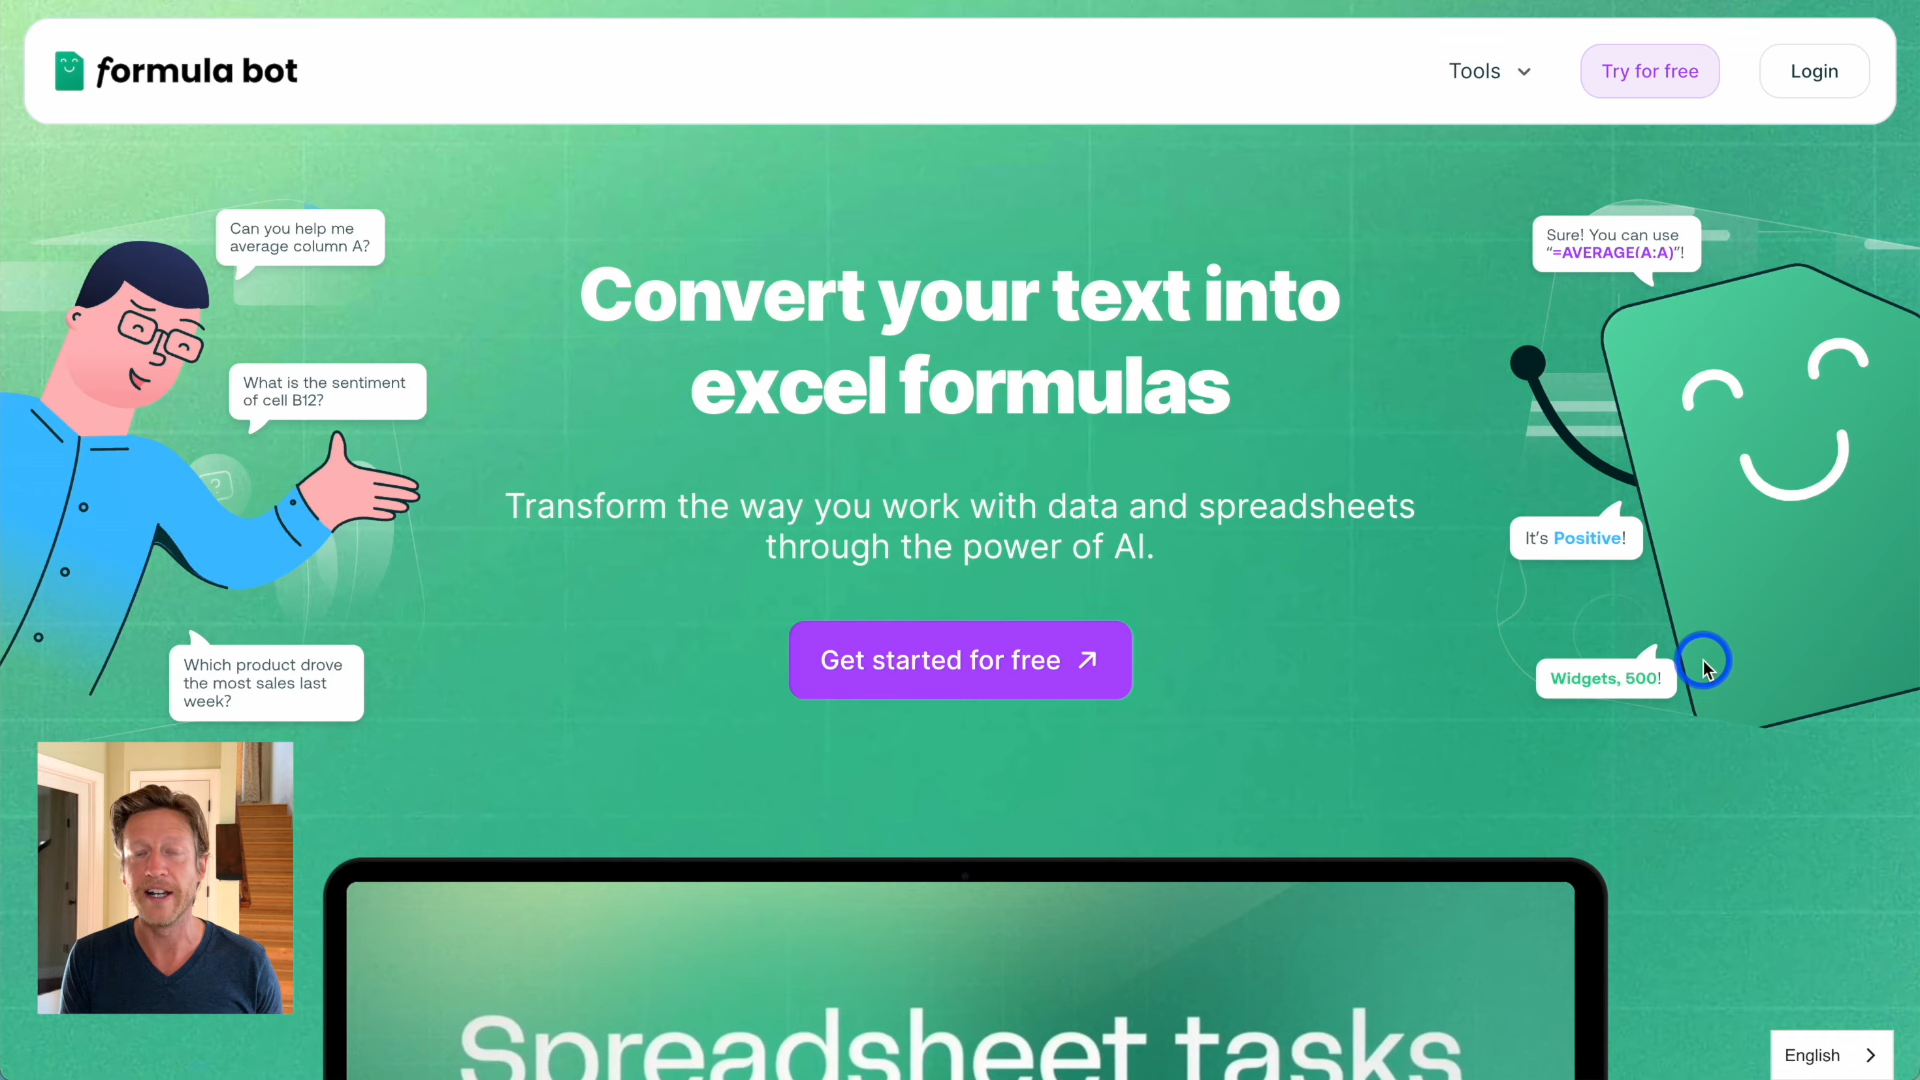 formula bot
Tools
Try for free
Login
Can you help me
average column A?
Sure! You can use
“=AVERAGE(A:A)”!
Convert your text into
excel formulas
What is the sentiment
of cell B12?
Transform the way you work with data and spreadsheets
through the power of AI.
It's Positive!
Get started for free
Which product drove
the most sales last
week?
Widgets, 500!
Spreadsheet tasks
English